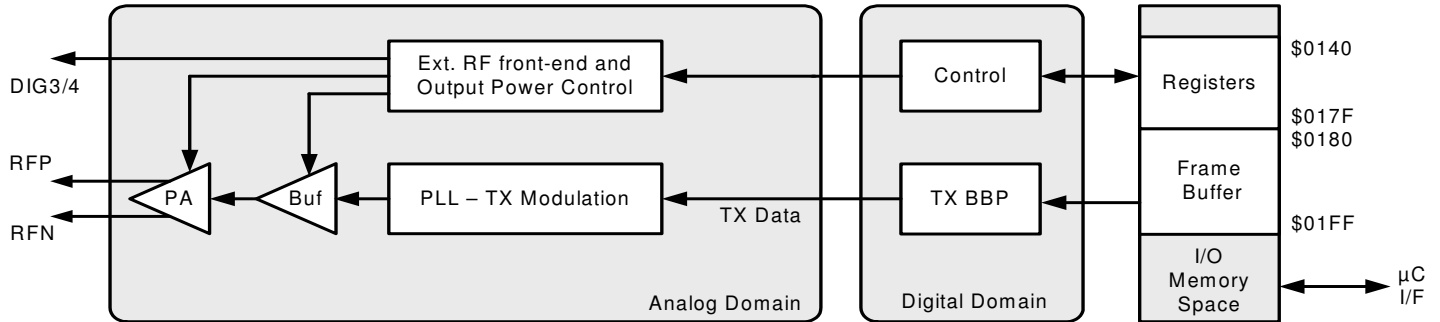 DIG3/4
RFP
RFN
Ext. RF front-end and
Output Power Control
PA
Buf
PLL – TX Modulation
TX Data
Analog Domain
Control
TX BBP
Digital Domain
Registers
Frame
Buffer
I/O
Memory
Space
$0140
$017F
$0180
$01FF
µC
I/F